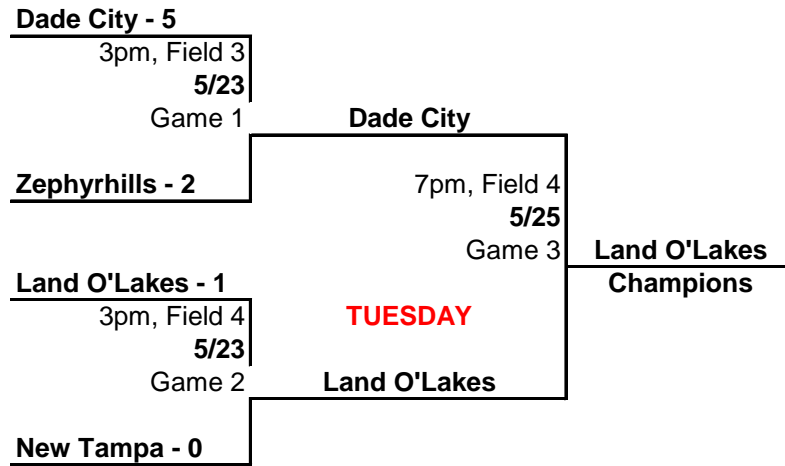 Dade City - 5
3pm, Field 3
5/23
Game 1
Dade City
Zephyrhills - 2
7pm, Field 4
5/25
Game 3
Land O'Lakes
Champions
Land O'Lakes - 1
3pm, Field 4
TUESDAY
5/23
Game 2
Land O'Lakes
New Tampa - 0